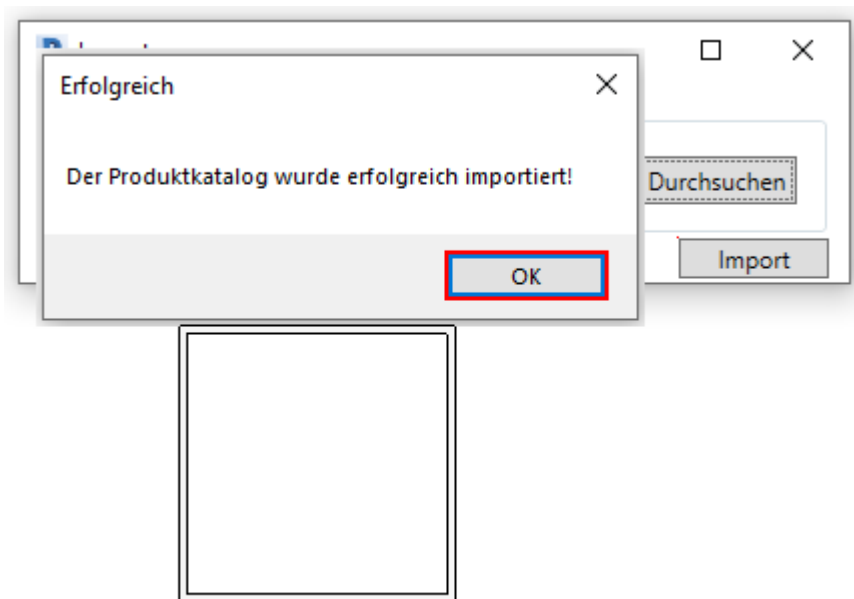 Erfolgreich
Der Produktkatalog wurde erfolgreich importiert!
OK
Durchsuchen
Import